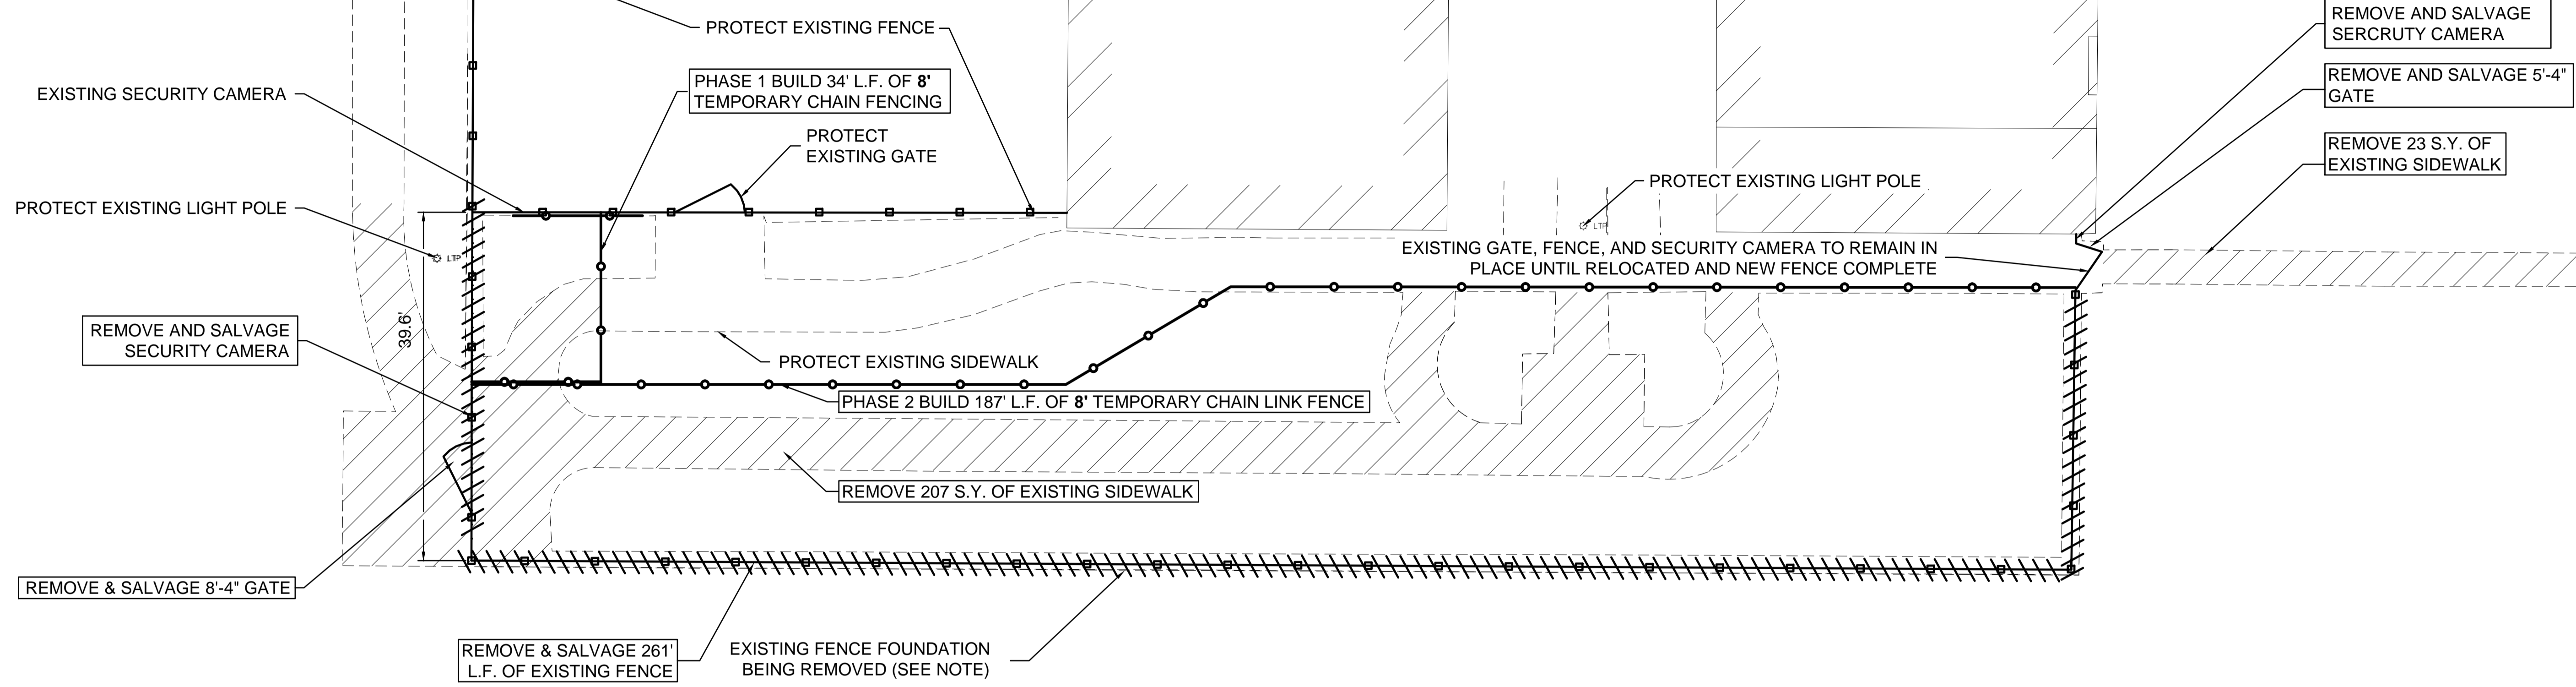 PROTECT EXISTING FENCE
REMOVE AND SALVAGE
SERCRUTY CAMERA
EXISTING SECURITY CAMERA
PHASE 1 BUILD 34' L.F. OF 8'
TEMPORARY CHAIN FENCING
REMOVE AND SALVAGE 5'-4"
GATE
PROTECT
EXISTING GATE
REMOVE 23 S.Y. OF
EXISTING SIDEWALK
PROTECT EXISTING LIGHT POLE
PROTECT EXISTING LIGHT POLE
LTP
LTP
EXISTING GATE, FENCE, AND SECURITY CAMERA TO REMAIN IN
PLACE UNTIL RELOCATED AND NEW FENCE COMPLETE
39.6'
REMOVE AND SALVAGE
SECURITY CAMERA
PROTECT EXISTING SIDEWALK
PHASE 2 BUILD 187' L.F. OF 8' TEMPORARY CHAIN LINK FENCE
REMOVE 207 S.Y. OF EXISTING SIDEWALK
REMOVE & SALVAGE 8'-4" GATE
REMOVE & SALVAGE 261'
L.F. OF EXISTING FENCE
EXISTING FENCE FOUNDATION
BEING REMOVED (SEE NOTE)